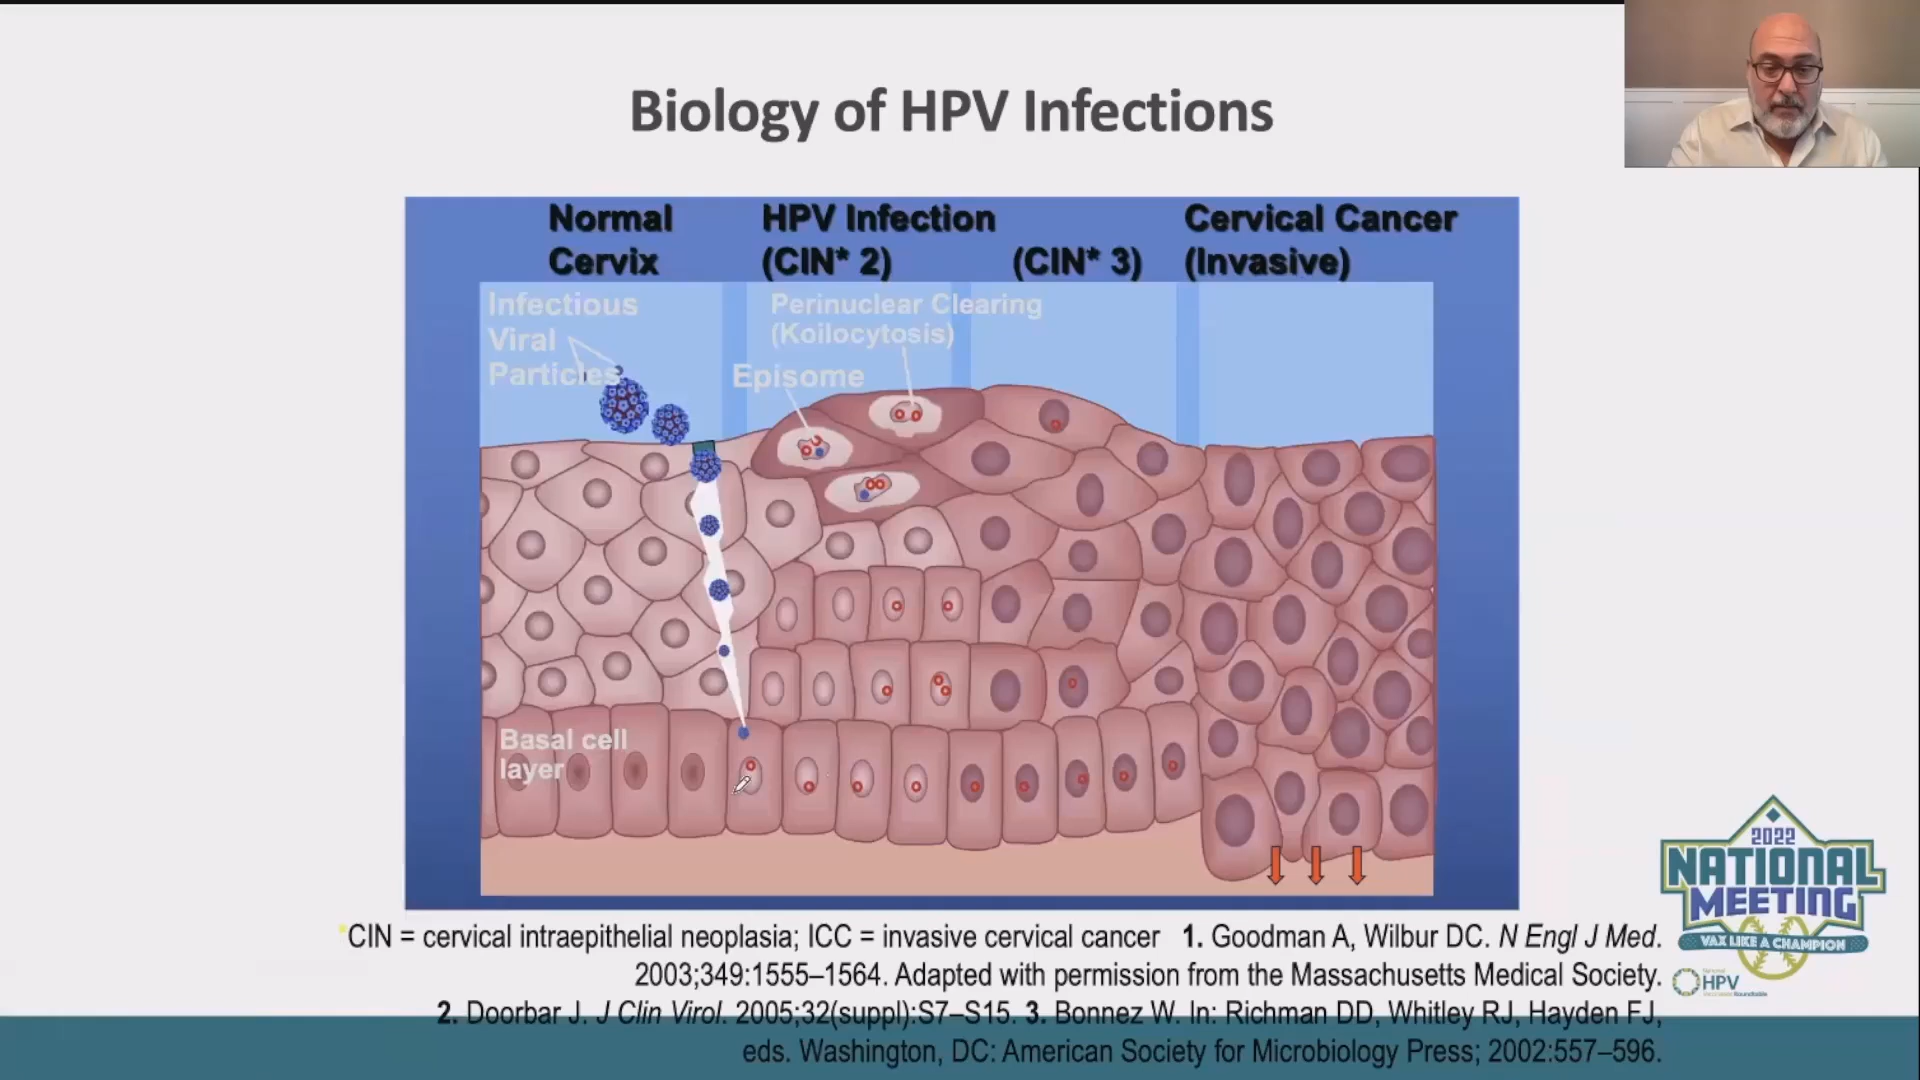 Biology of HPV Infections
Normal
Cervix
HPV Infection
(CIN* 2)
(CIN* 3)
Cervical Cancer
(Invasive)
Infectious
Viral
Particles
Perinuclear Clearing
(Koilocytosis)
Episome
Basal cell
layer
*CIN = cervical intraepithelial neoplasia; ICC = invasive cervical cancer 1. Goodman A, Wilbur DC. N Engl J Med.
2003;349:1555–1564. Adapted with permission from the Massachusetts Medical Society.
2. Doorbar J. J Clin Virol. 2005;32(suppl):S7–S15. 3. Bonnez W. In: Richman DD, Whitley RJ, Hayden FJ,
eds. Washington, DC: American Society for Microbiology Press; 2002:557–596.
2022
NATIONAL
MEETING
VAX LIKE A CHAMPION
HPV